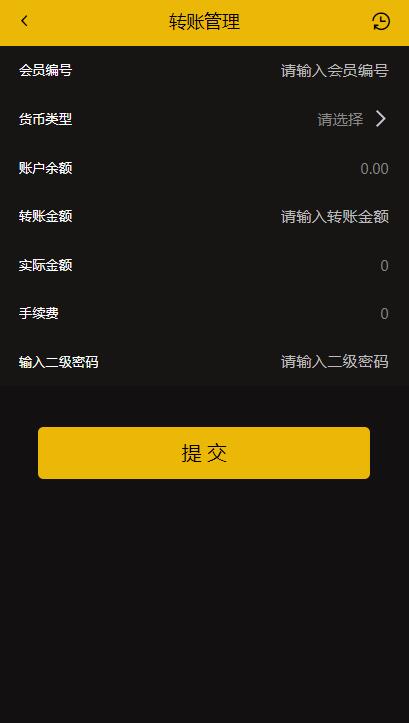 转账管理
会员编号 请输入会员编号
货币类型 请选择
账户余额 0.00
转账金额 请输入转账金额
实际金额 0
手续费 0
输入二级密码 请输入二级密码
提 交